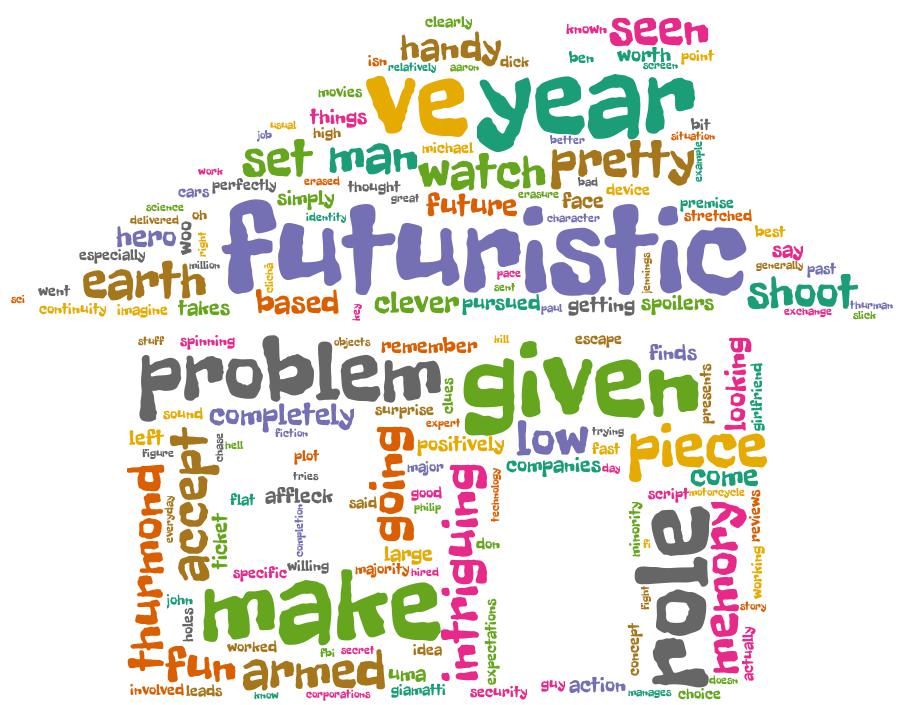 clearly
known seen
handy
isn relatively aaron dick
ben worth point
screen
movies ve year
things
usual
job high
bit
situation
better
set man michael
watch pretty
example
work
cars perfectly erased thought
great
bad device
erasure
simply future face premise
stretched
science
delivered oh
identity
character
hero woo
right
futuristic
best
especially
million
say
generally past
earth
clicha
pace
sent
jennings
sci went
continuity imagine takes
based
key
clever pursued paul getting spoilers
shoot
exchange thurman
slick
stuff spinning
objects remember kill escape
finds
looking
girlfriend
problem
given
presents
clues
sound completely surprise
expert
fiction
left
figure
accept
chase
hell
plot
going
positively
low trying
fast
piece
companies day
come
major
tries
technology
script motorcycle
flat affleck said good
philip
everyday
ticket
completion
thurmond
intriguing
minority
ff
role
memory
reviews
working
don
large
specific willing majority hired
john
holes
make
fight
story
expectations
concept
actually
worked
fbi secret idea
fun armed uma
doesn
involved leads know corporations giamatti security guy action manages choice